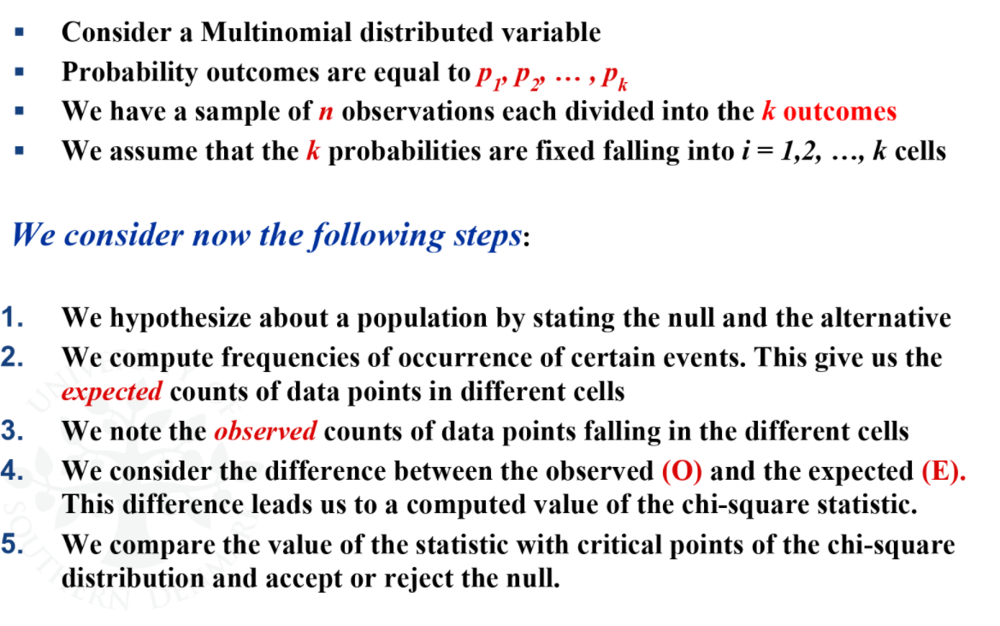 ▪ Consider a Multinomial distributed variable
▪ Probability outcomes are equal to p1, p2, … , pk
▪ We have a sample of n observations each divided into the k outcomes
▪ We assume that the k probabilities are fixed falling into i = 1,2, …, k cells
We consider now the following steps:
1. We hypothesize about a population by stating the null and the alternative
2. We compute frequencies of occurrence of certain events. This give us the
expected counts of data points in different cells
3. We note the observed counts of data points falling in the different cells
4. We consider the difference between the observed (O) and the expected (E).
This difference leads us to a computed value of the chi-square statistic.
5. We compare the value of the statistic with critical points of the chi-square
distribution and accept or reject the null.